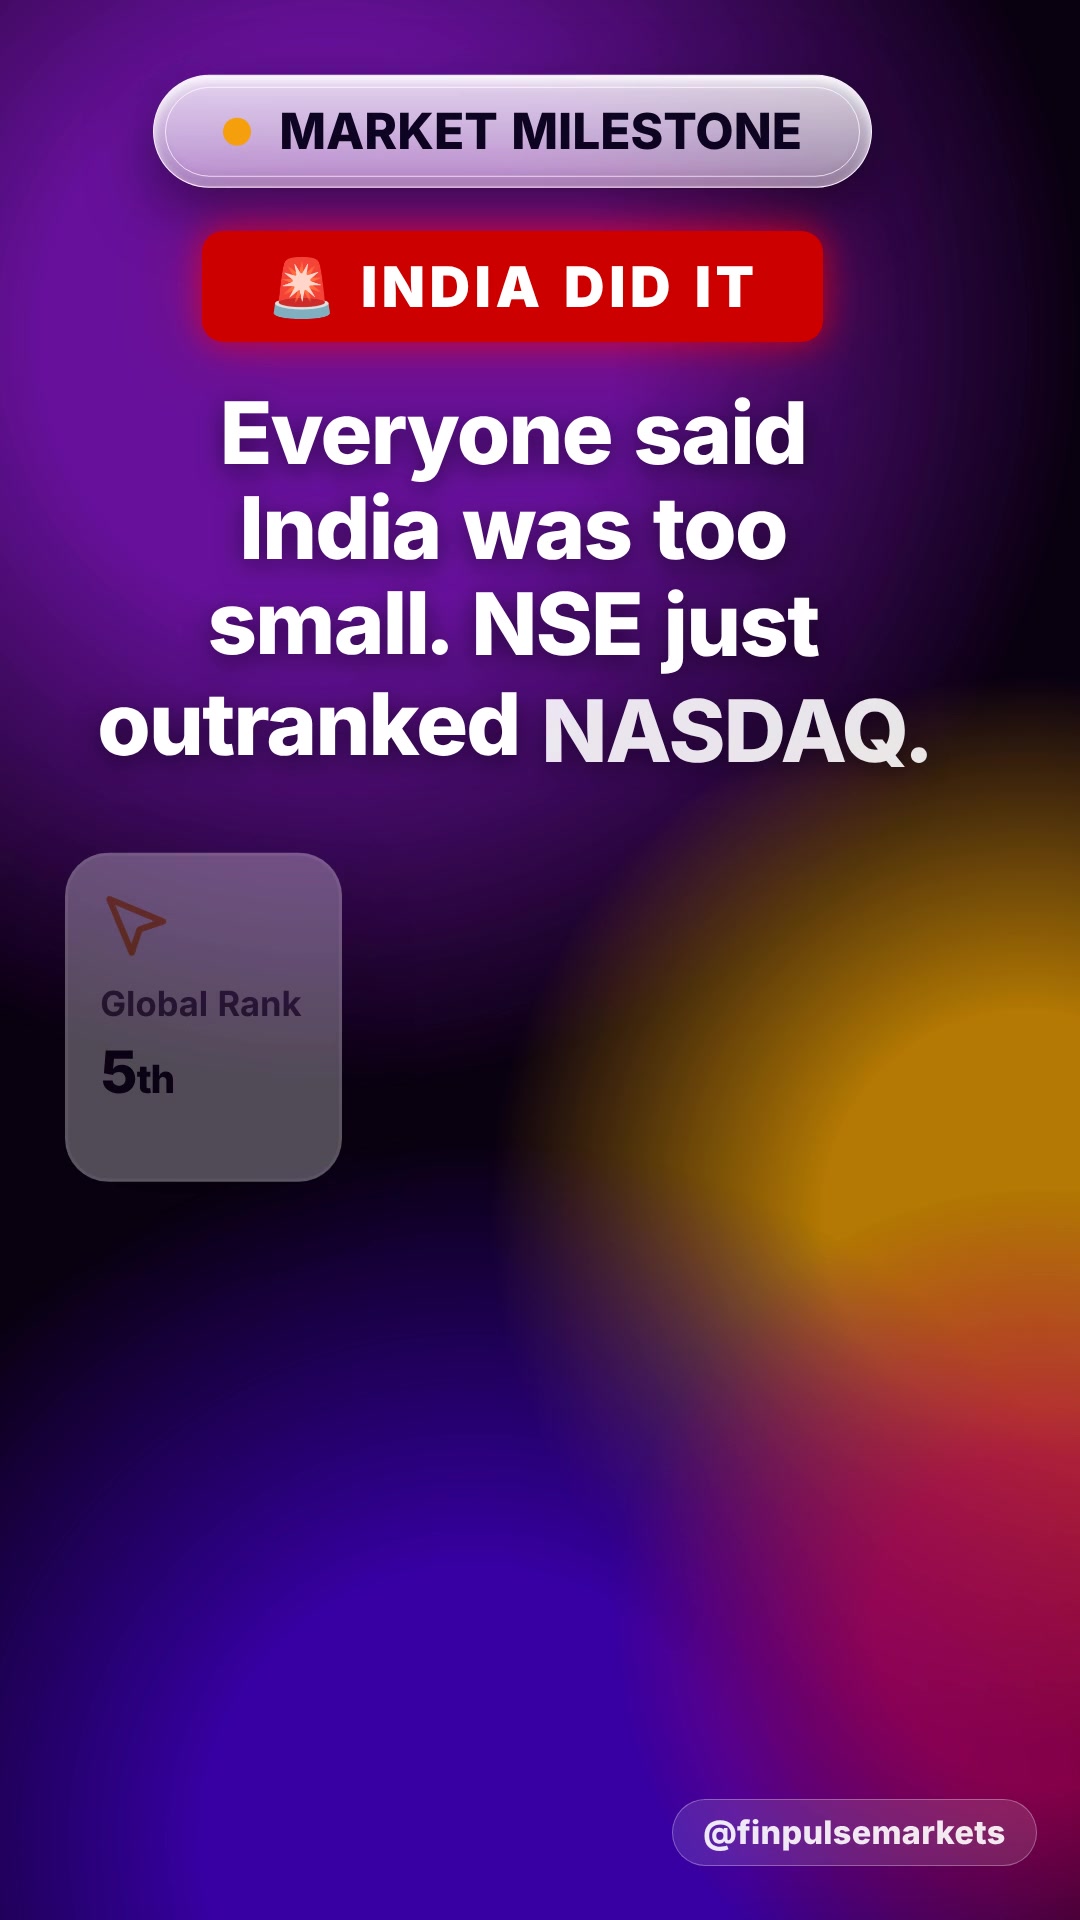 MARKET MILESTONE
🚨 INDIA DID IT
Everyone said
India was too
small. NSE just
outranked NASDAQ.
Global Rank
5th
@finpulsemarkets